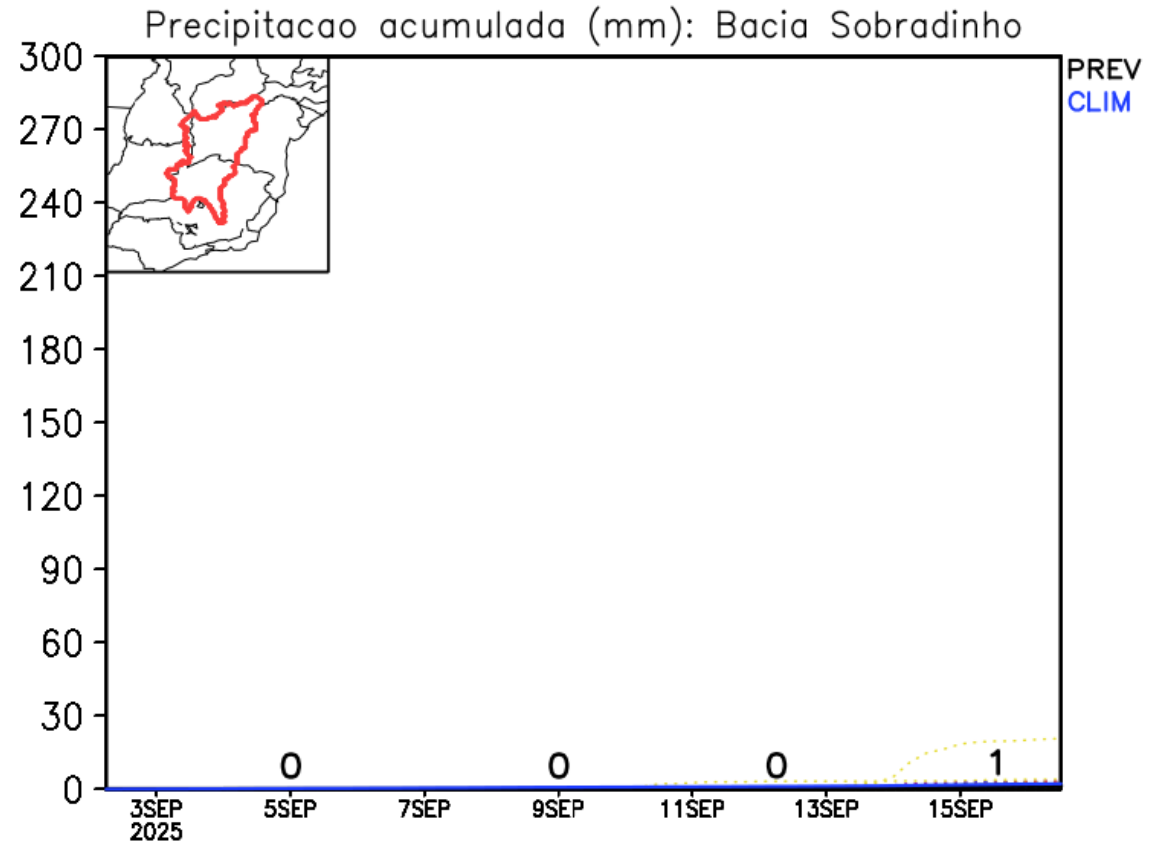 Precipitacao acumulada (mm): Bacia Sobradinho
PREV
CLIM
300
270
240
210
180
150
120
90
60
30
0
0 0 0 1
3SEP 5SEP 7SEP 9SEP 11SEP 13SEP 15SEP
2025